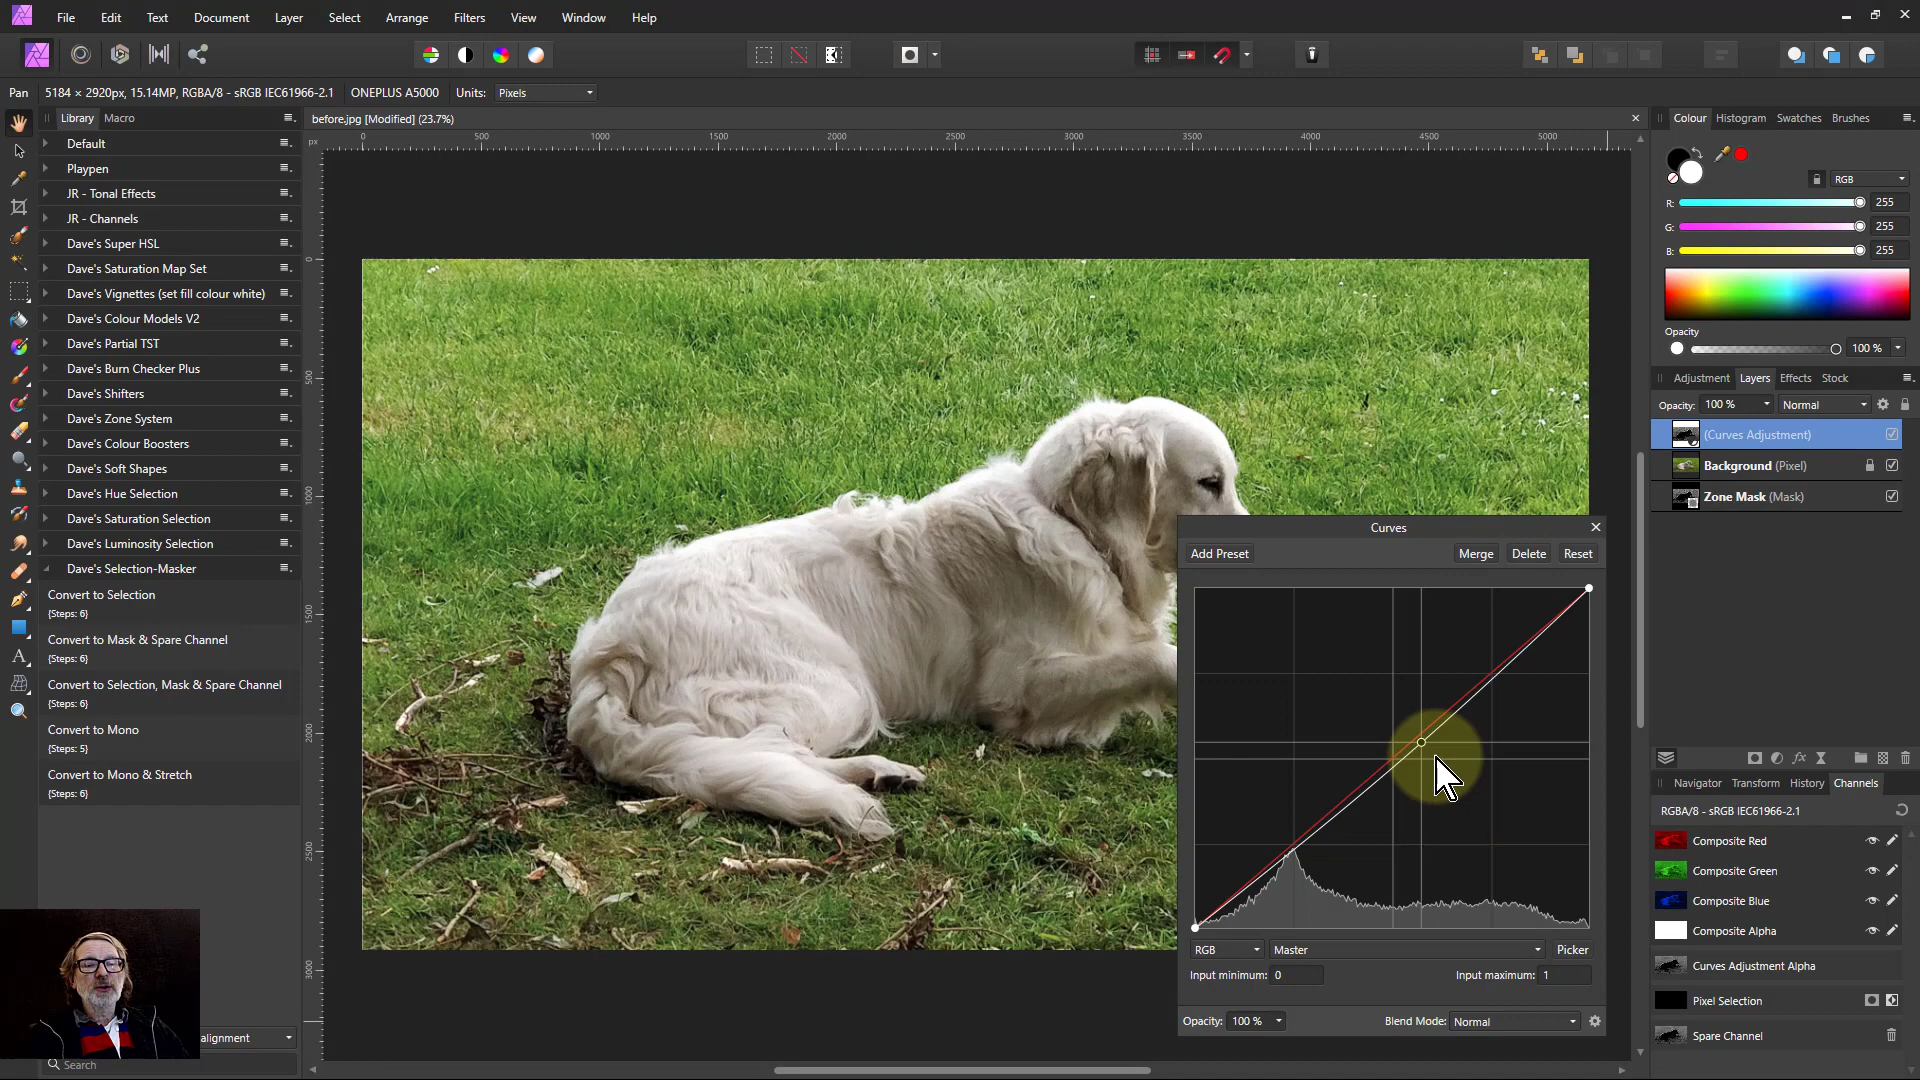 File Edit Text Document Layer Select Arrange Filters View Window Help
Pan 5184 × 2920px, 15.14MP, RGBA/8 - sRGB IEC61966-2.1 ONEPLUS A5000 Units: Pixels
Library Macro
before.jpg [Modified] (23.7%)
Colour Histogram Swatches Brushes
px 0 500 1000 1500 2000 2500 3000 3500 4000 4500 5000
0 500 1000 1500 2000 2500 3000
Default
Playpen
JR - Tonal Effects
JR - Channels
Dave's Super HSL
Dave's Saturation Map Set
Dave's Vignettes (set fill colour white)
Dave's Colour Models V2
Dave's Partial TST
Dave's Burn Checker Plus
Dave's Shifters
Dave's Zone System
Dave's Colour Boosters
Dave's Soft Shapes
Dave's Hue Selection
Dave's Saturation Selection
Dave's Luminosity Selection
Dave's Selection-Masker
Convert to Selection
{Steps: 6}
Convert to Mask & Spare Channel
{Steps: 6}
Convert to Selection, Mask & Spare Channel
{Steps: 6}
Convert to Mono
{Steps: 5}
Convert to Mono & Stretch
{Steps: 6}
alignment
Search
Curves
Add Preset Merge Delete Reset
RGB Master Picker
Input minimum: 0 Input maximum: 1
Opacity: 100 % Blend Mode: Normal
RGB
R: 255
G: 255
B: 255
Opacity
100 %
Adjustment Layers Effects Stock
Opacity: 100 % Normal
(Curves Adjustment)
Background (Pixel)
Zone Mask (Mask)
fx
Navigator Transform History Channels
RGBA/8 - sRGB IEC61966-2.1
Composite Red
Composite Green
Composite Blue
Composite Alpha
Curves Adjustment Alpha
Pixel Selection
Spare Channel